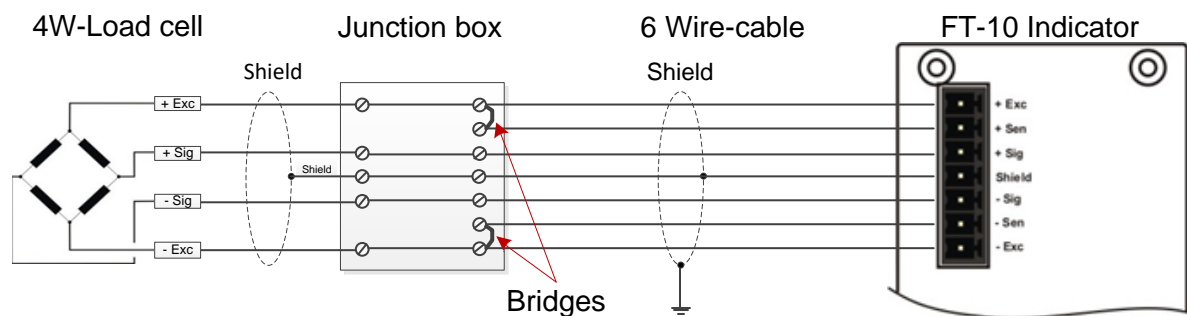 4W-Load cell
Junction box
6 Wire-cable
FT-10 Indicator
Shield
Shield
+ Exc
+ Sig
- Sig
- Exc
Shield
+ Exc
+ Sen
+ Sig
Shield
- Sig
- Sen
- Exc
Bridges